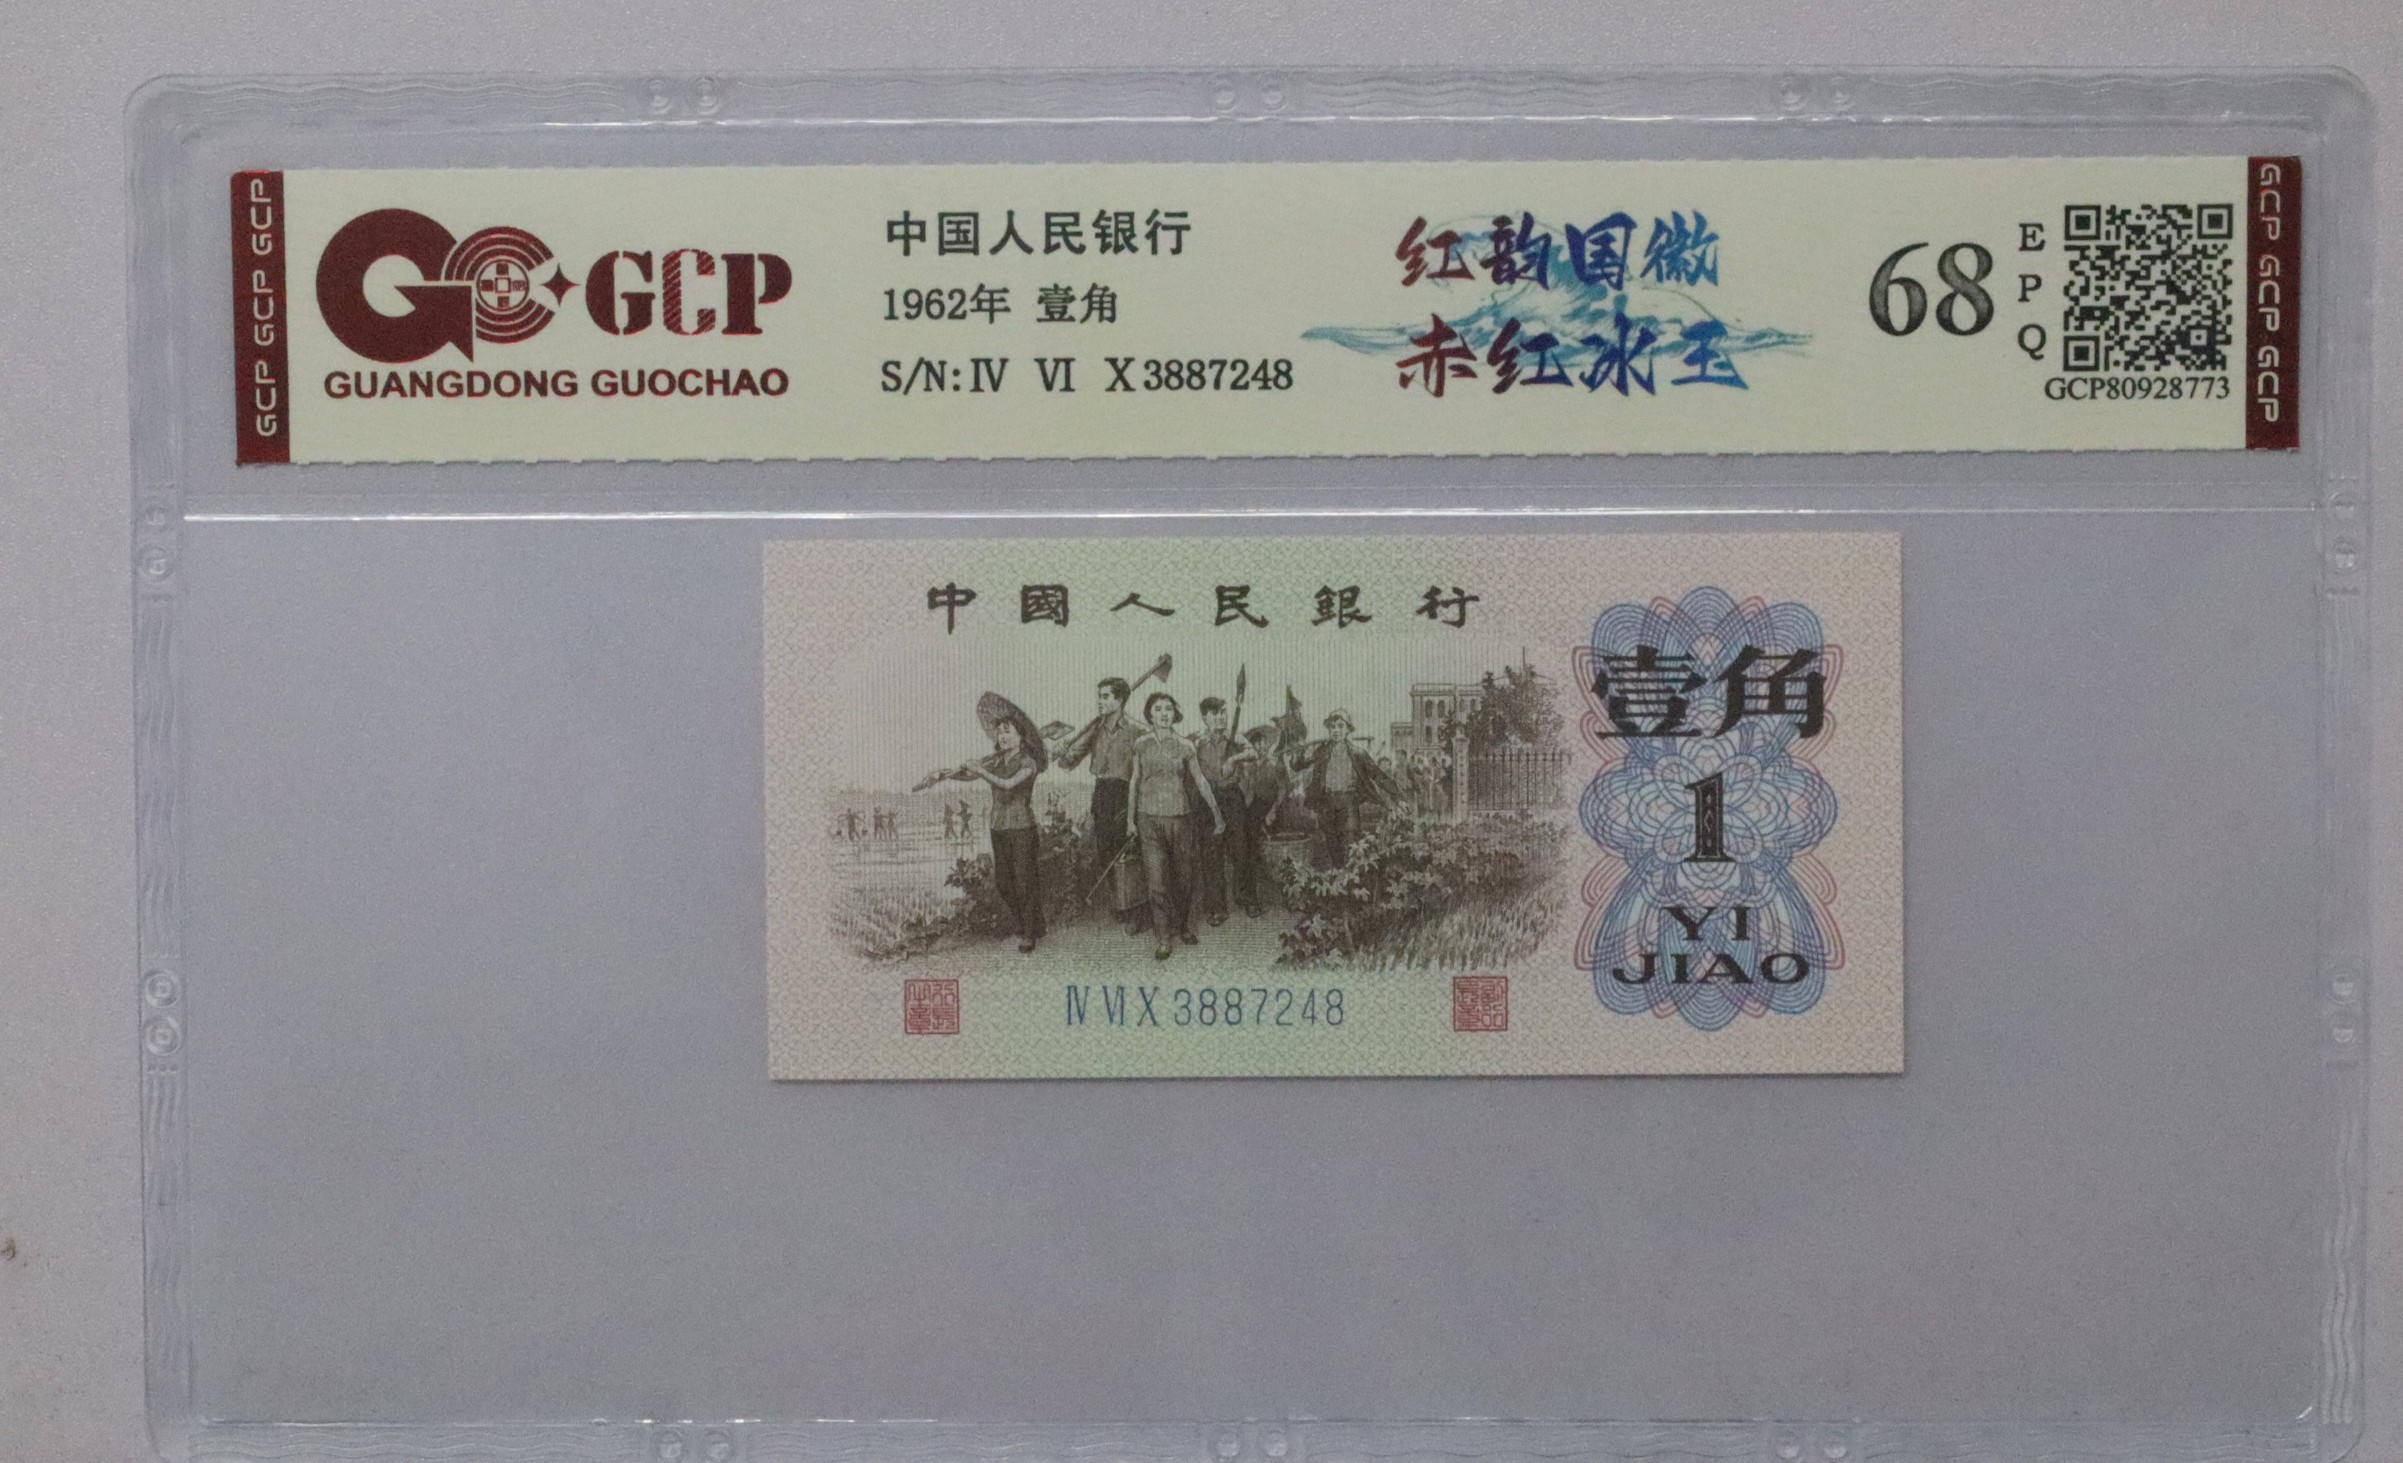 GCP GCP GCP
GCP
GUANGDONG GUOCHAO
中国人民银行
1962年 壹角
S/N: IV VI X 3887248
红韵国徽
赤红冰玉
68
EPQ
GCP80928773
GCP GCP GCP
中國人民銀行
壹角
1
YI
JIAO
IV VI X 3887248